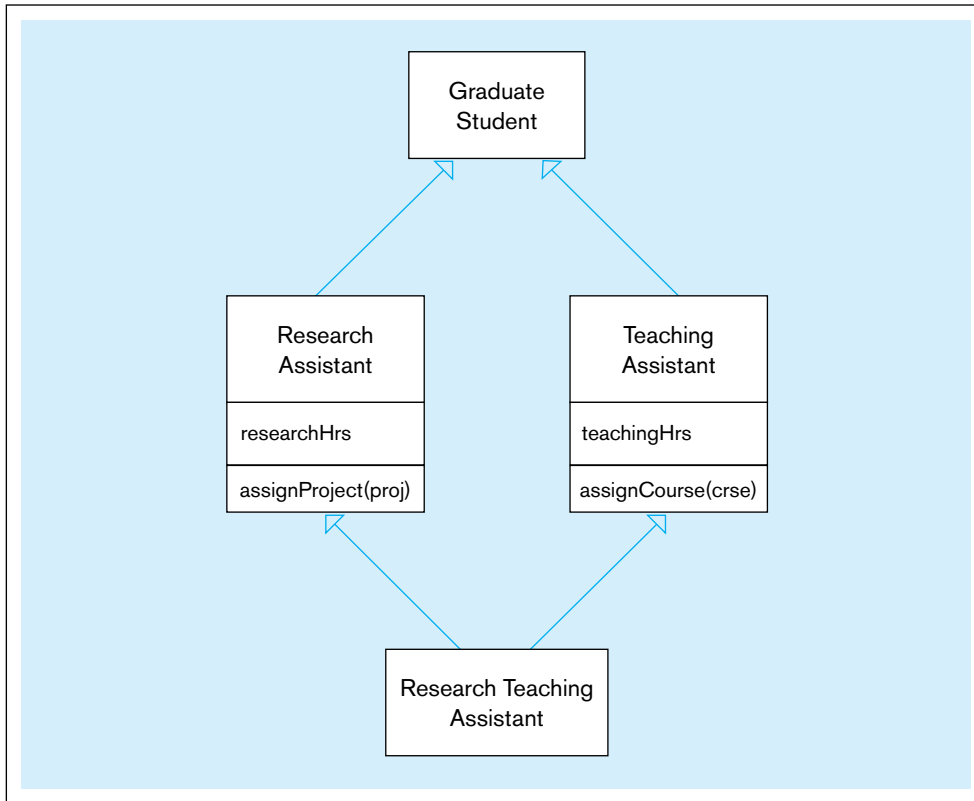 Graduate
Student
Research
Assistant
researchHrs
assignProject(proj)
Teaching
Assistant
teachingHrs
assignCourse(crse)
Research Teaching
Assistant